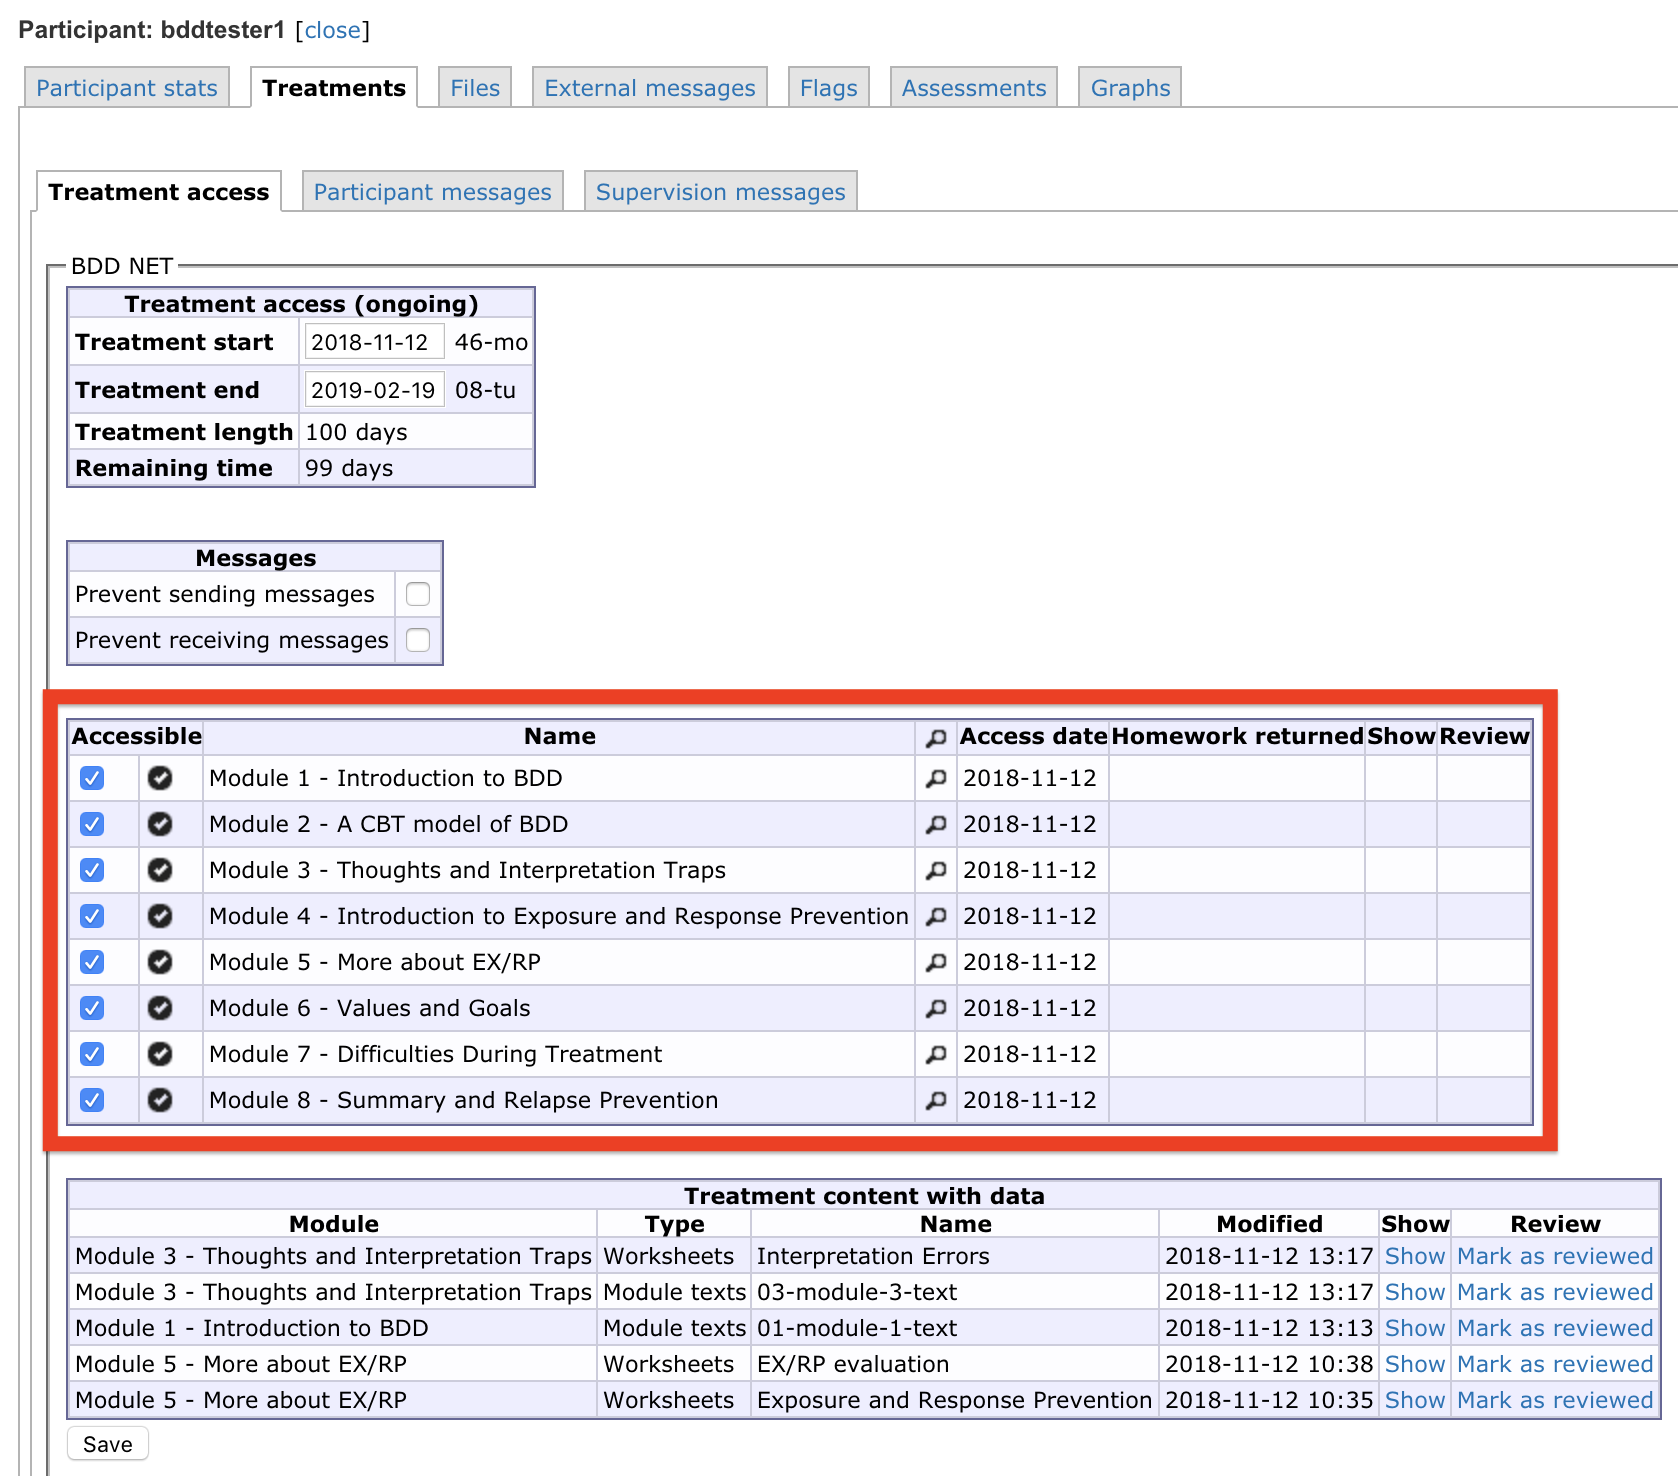 Participant: bddtester1 [close]
Participant stats Treatments Files External messages Flags Assessments Graphs
Treatment access Participant messages Supervision messages
BDD NET
Treatment access (ongoing)
Treatment start 2018-11-12 46-mo
Treatment end 2019-02-19 08-tu
Treatment length 100 days
Remaining time 99 days
Messages
Prevent sending messages
Prevent receiving messages
Accessible Name Access date Homework returned Show Review
Module 1 - Introduction to BDD 2018-11-12
Module 2 - A CBT model of BDD 2018-11-12
Module 3 - Thoughts and Interpretation Traps 2018-11-12
Module 4 - Introduction to Exposure and Response Prevention 2018-11-12
Module 5 - More about EX/RP 2018-11-12
Module 6 - Values and Goals 2018-11-12
Module 7 - Difficulties During Treatment 2018-11-12
Module 8 - Summary and Relapse Prevention 2018-11-12
Treatment content with data
Module Type Name Modified Show Review
Module 3 - Thoughts and Interpretation Traps Worksheets Interpretation Errors 2018-11-12 13:17 Show Mark as reviewed
Module 3 - Thoughts and Interpretation Traps Module texts 03-module-3-text 2018-11-12 13:17 Show Mark as reviewed
Module 1 - Introduction to BDD Module texts 01-module-1-text 2018-11-12 13:13 Show Mark as reviewed
Module 5 - More about EX/RP Worksheets EX/RP evaluation 2018-11-12 10:38 Show Mark as reviewed
Module 5 - More about EX/RP Worksheets Exposure and Response Prevention 2018-11-12 10:35 Show Mark as reviewed
Save